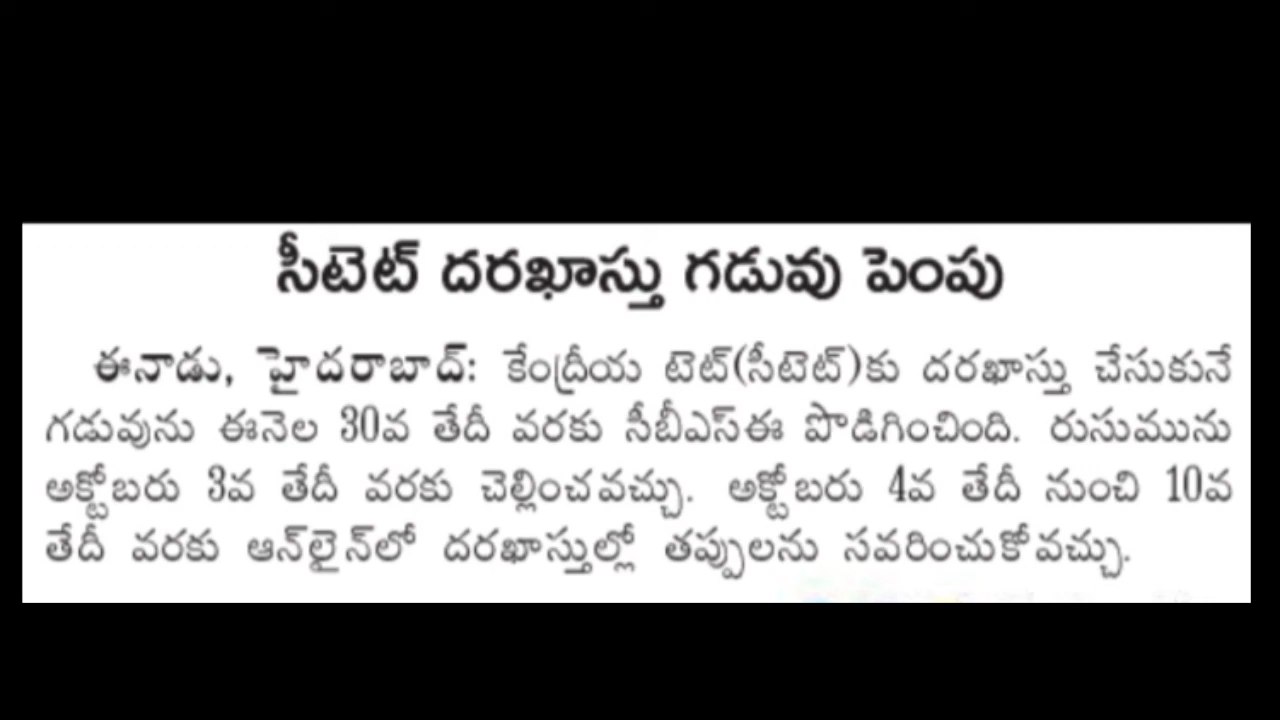 సీటెట్ దరఖాస్తు గడువు పెంపు
ఈనాడు, హైదరాబాద్: కేంద్రీయ టెట్(సీటెట్)కు దరఖాస్తు చేసుకునే
గడువును ఈనెల 30వ తేదీ వరకు సీబీఎస్ఈ పొడిగించింది. రుసుమును
అక్టోబరు 3వ తేదీ వరకు చెల్లించవచ్చు. అక్టోబరు 4వ తేదీ నుంచి 10వ
తేదీ వరకు ఆన్‌లైన్‌లో దరఖాస్తుల్లో తప్పులను సవరించుకోవచ్చు.